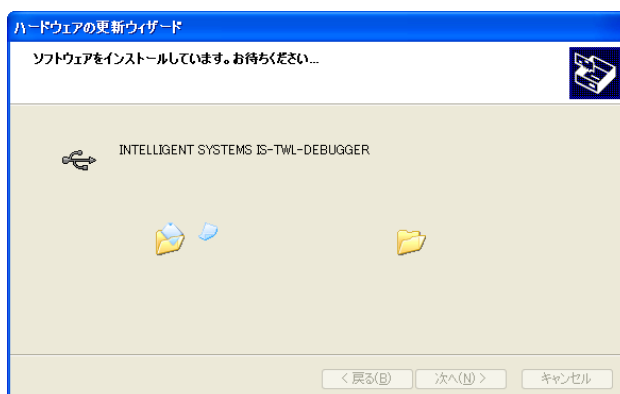 ハードウェアの更新ウィザード
ソフトウェアをインストールしています。お待ちください...
INTELLIGENT SYSTEMS IS-TWL-DEBUGGER
< 戻る(B)
次へ(N) >
キャンセル